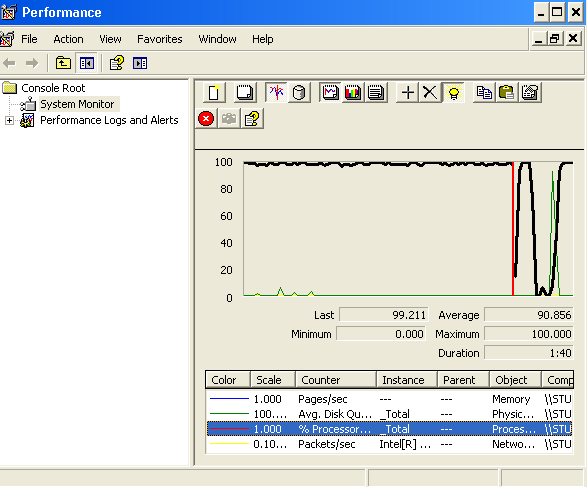 Performance
File Action View Favorites Window Help
Console Root
System Monitor
Performance Logs and Alerts
100
80
60
40
20
0
Last 99.211 Average 90.856
Minimum 0.000 Maximum 100.000
Duration 1:40
Color Scale Counter Instance Parent Object Comp
1.000 Pages/sec --- --- Memory \\STU
100.... Avg. Disk Qu... _Total --- Physic... \\STU
1.000 % Processor... _Total --- Proces... \\STU
0.10... Packets/sec Intel[R] ... --- Netwo... \\STU